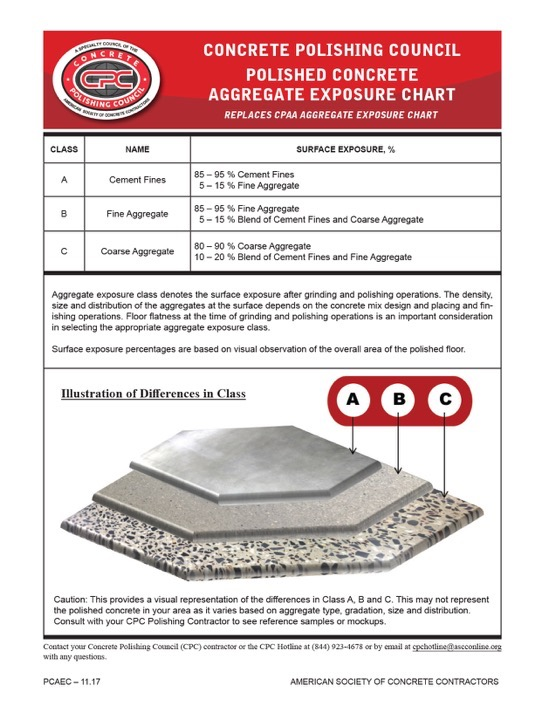 A SPECIALTY COUNCIL OF THE
CONCRETE
CPC
POLISHING COUNCIL
AMERICAN SOCIETY OF CONCRETE CONTRACTORS
CONCRETE POLISHING COUNCIL
POLISHED CONCRETE
AGGREGATE EXPOSURE CHART
REPLACES CPAA AGGREGATE EXPOSURE CHART
CLASS NAME SURFACE EXPOSURE, %
A Cement Fines 85 – 95 % Cement Fines
5 – 15 % Fine Aggregate
B Fine Aggregate 85 – 95 % Fine Aggregate
5 – 15 % Blend of Cement Fines and Coarse Aggregate
C Coarse Aggregate 80 – 90 % Coarse Aggregate
10 – 20 % Blend of Cement Fines and Fine Aggregate
Aggregate exposure class denotes the surface exposure after grinding and polishing operations. The density,
size and distribution of the aggregates at the surface depends on the concrete mix design and placing and fin-
ishing operations. Floor flatness at the time of grinding and polishing operations is an important consideration
in selecting the appropriate aggregate exposure class.
Surface exposure percentages are based on visual observation of the overall area of the polished floor.
Illustration of Differences in Class
A B C
Caution: This provides a visual representation of the differences in Class A, B and C. This may not represent
the polished concrete in your area as it varies based on aggregate type, gradation, size and distribution.
Consult with your CPC Polishing Contractor to see reference samples or mockups.
Contact your Concrete Polishing Council (CPC) contractor or the CPC Hotline at (844) 923-4678 or by email at cpchotline@ascconline.org
with any questions.
PCAEC – 11.17 AMERICAN SOCIETY OF CONCRETE CONTRACTORS